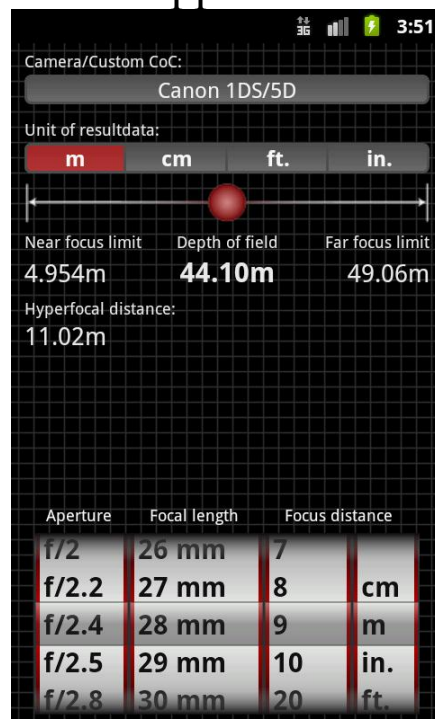 3G 3:51
Camera/Custom CoC:
Canon 1DS/5D
Unit of resultdata:
m cm ft. in.
Near focus limit Depth of field Far focus limit
4.954m 44.10m 49.06m
Hyperfocal distance:
11.02m
Aperture Focal length Focus distance
f/2 26 mm 7
f/2.2 27 mm 8 cm
f/2.4 28 mm 9 m
f/2.5 29 mm 10 in.
f/2.8 30 mm 20 ft.